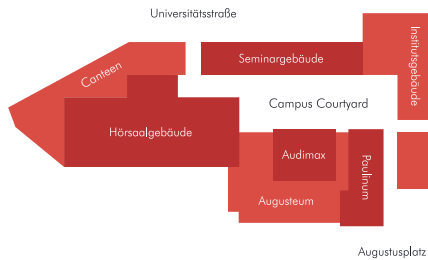 Universitätsstraße
Institutsgebäude
Seminargebäude
Canteen
Campus Courtyard
Hörsaalgebäude
Audimax
Paulinum
Augusteum
Augustusplatz